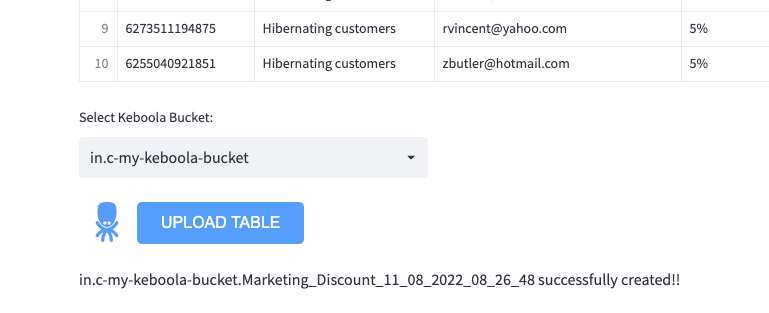 9 6273511194875 Hibernating customers rvincent@yahoo.com 5%
10 6255040921851 Hibernating customers zbutler@hotmail.com 5%
Select Keboola Bucket:
in.c-my-keboola-bucket
UPLOAD TABLE
in.c-my-keboola-bucket.Marketing_Discount_11_08_2022_08_26_48 successfully created!!